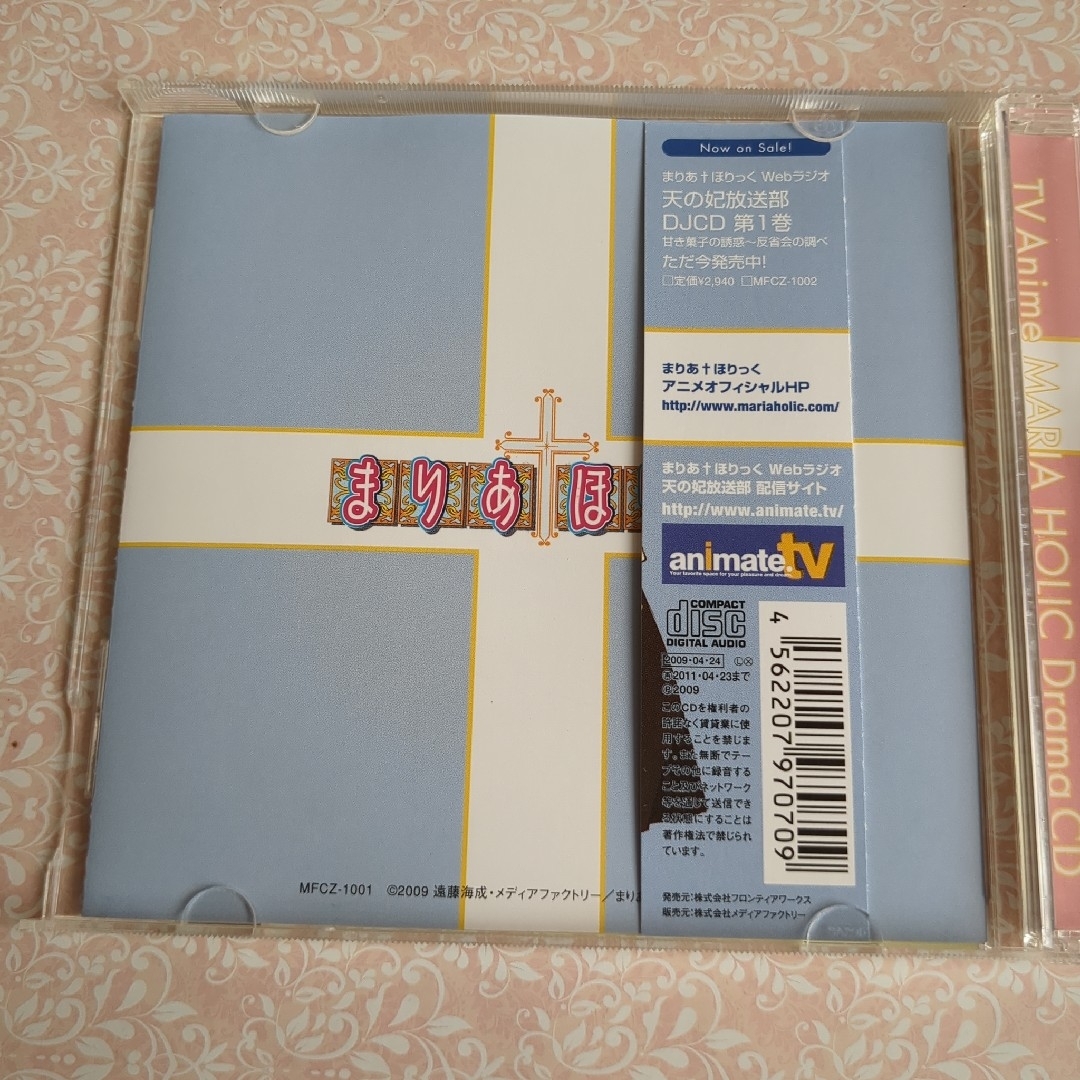 まりあ†ほ
MFCZ-1001 ©2009 遠藤海成・メディアファクトリー/まりあ
Now on Sale!
まりあ†ほりっく Webラジオ
天の妃放送部
DJCD 第1巻
甘き菓子の誘惑〜反省会の調べ
ただ今発売中!
□定価¥2,940 □MFCZ-1002
まりあ†ほりっく
アニメオフィシャルHP
http://www.mariaholic.com/
まりあ†ほりっく Webラジオ
天の妃放送部 配信サイト
http://www.animate.tv/
animate.tv
Your favorite space for your pleasure and dream.
COMPACT
disc
DIGITAL AUDIO
2009・04・24
2011・04・23まで
Ⓟ2009
このCDを権利者の
許諾なく賃貸業に使
用することを禁じま
す。また無断でテー
プその他に録音する
こと及びネットワーク
等を通じて送信でき
る状態にすることは
著作権法で禁じられ
ています。
4 562207 970709
発売元:株式会社フロンティアワークス
販売元:株式会社メディアファクトリー
TV Anime MARIA HOLIC Drama CD